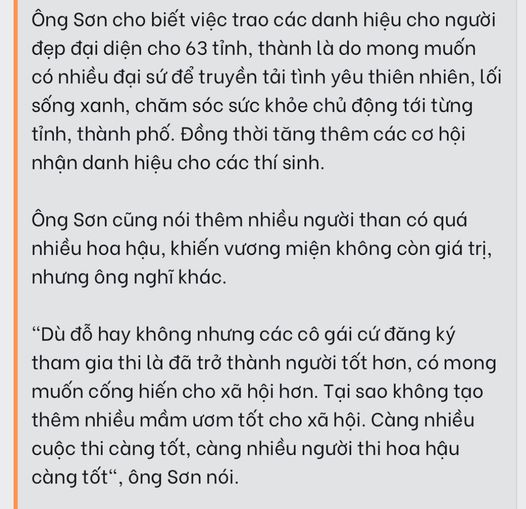 Ông Sơn cho biết việc trao các danh hiệu cho người
đẹp đại diện cho 63 tỉnh, thành là do mong muốn
có nhiều đại sứ để truyền tải tình yêu thiên nhiên, lối
sống xanh, chăm sóc sức khỏe chủ động tới từng
tỉnh, thành phố. Đồng thời tăng thêm các cơ hội
nhận danh hiệu cho các thí sinh.
Ông Sơn cũng nói thêm nhiều người than có quá
nhiều hoa hậu, khiến vương miện không còn giá trị,
nhưng ông nghĩ khác.
“Dù đỗ hay không nhưng các cô gái cứ đăng ký
tham gia thi là đã trở thành người tốt hơn, có mong
muốn cống hiến cho xã hội hơn. Tại sao không tạo
thêm nhiều mầm ươm tốt cho xã hội. Càng nhiều
cuộc thi càng tốt, càng nhiều người thi hoa hậu
càng tốt“, ông Sơn nói.